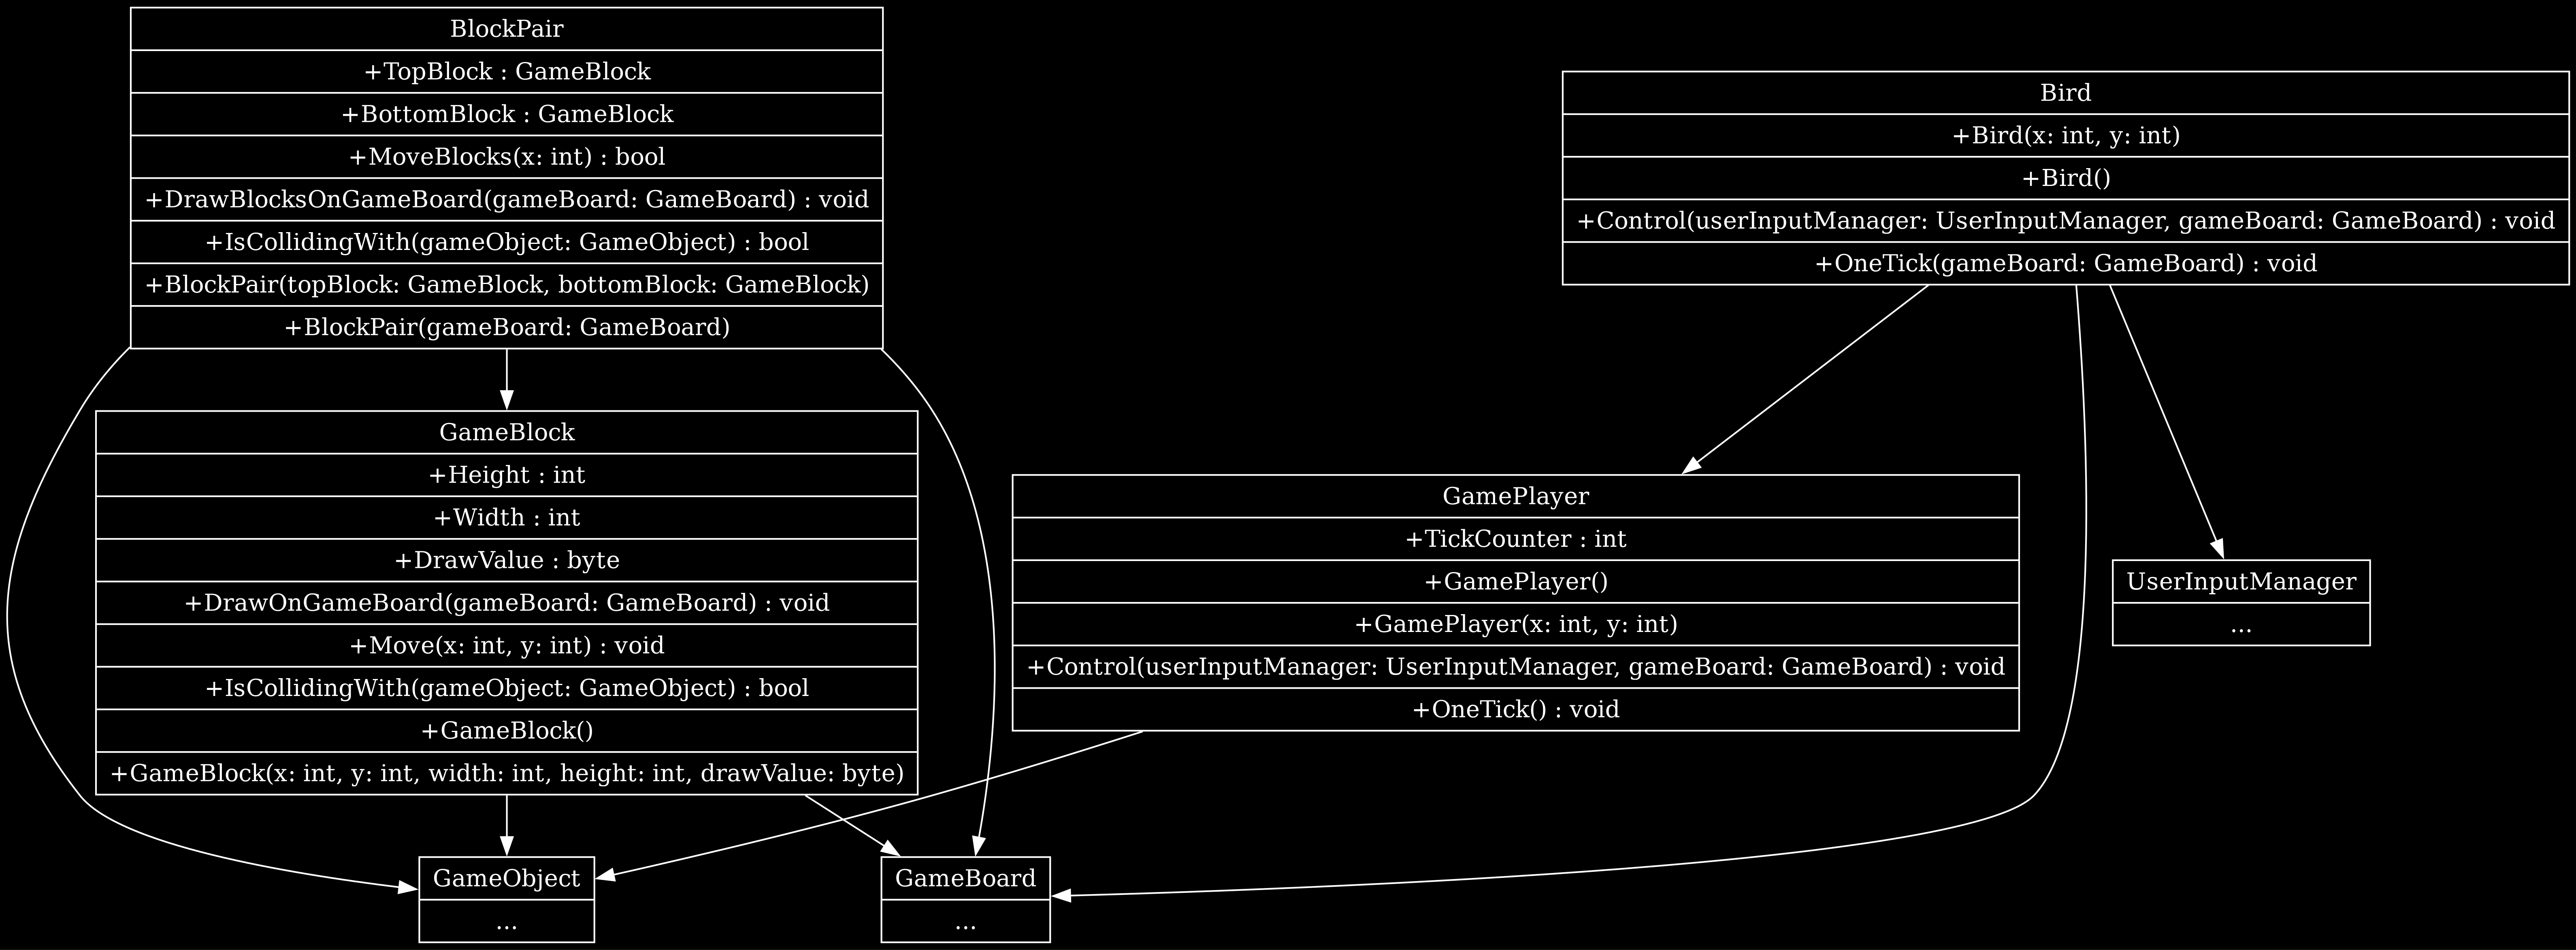 BlockPair
+TopBlock : GameBlock
+BottomBlock : GameBlock
+MoveBlocks(x: int) : bool
+DrawBlocksOnGameBoard(gameBoard: GameBoard) : void
+IsCollidingWith(gameObject: GameObject) : bool
+BlockPair(topBlock: GameBlock, bottomBlock: GameBlock)
+BlockPair(gameBoard: GameBoard)
Bird
+Bird(x: int, y: int)
+Bird()
+Control(userInputManager: UserInputManager, gameBoard: GameBoard) : void
+OneTick(gameBoard: GameBoard) : void
GameBlock
+Height : int
+Width : int
+DrawValue : byte
+DrawOnGameBoard(gameBoard: GameBoard) : void
+Move(x: int, y: int) : void
+IsCollidingWith(gameObject: GameObject) : bool
+GameBlock()
+GameBlock(x: int, y: int, width: int, height: int, drawValue: byte)
GamePlayer
+TickCounter : int
+GamePlayer()
+GamePlayer(x: int, y: int)
+Control(userInputManager: UserInputManager, gameBoard: GameBoard) : void
+OneTick() : void
UserInputManager
...
GameObject
...
GameBoard
...